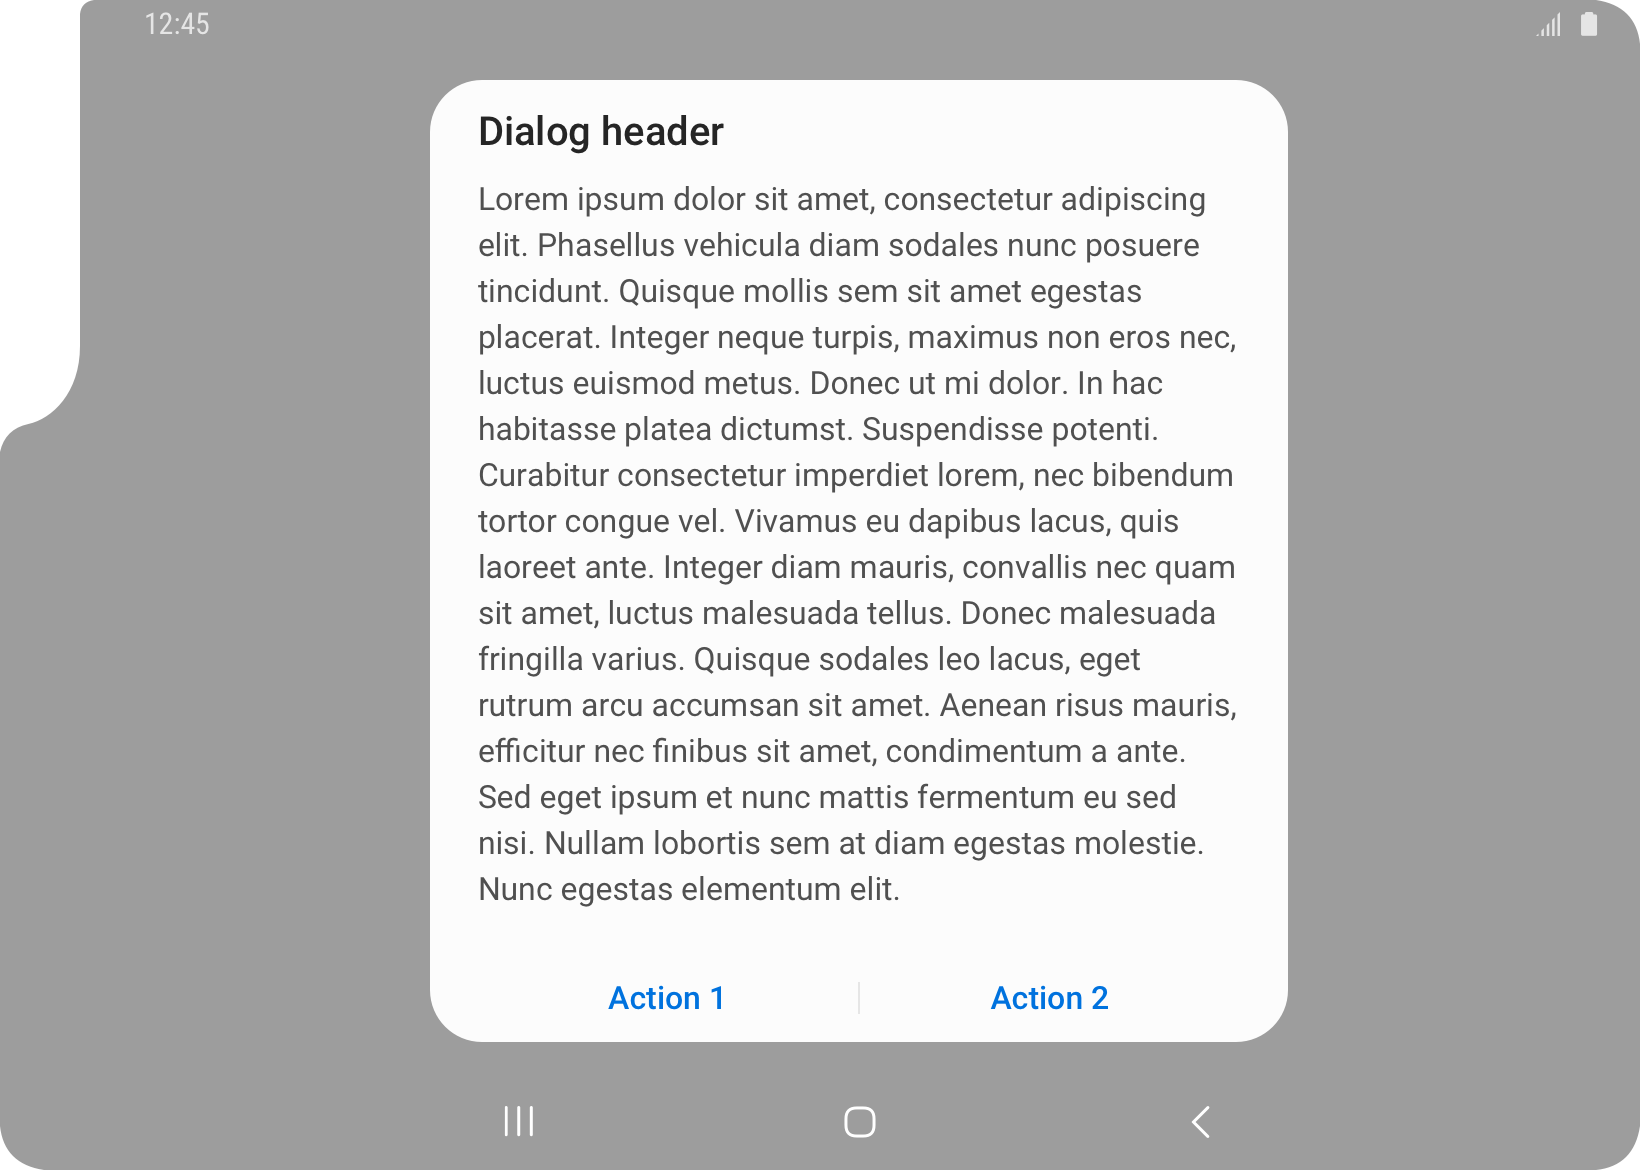 12:45
Dialog header
Lorem ipsum dolor sit amet, consectetur adipiscing
elit. Phasellus vehicula diam sodales nunc posuere
tincidunt. Quisque mollis sem sit amet egestas
placerat. Integer neque turpis, maximus non eros nec,
luctus euismod metus. Donec ut mi dolor. In hac
habitasse platea dictumst. Suspendisse potenti.
Curabitur consectetur imperdiet lorem, nec bibendum
tortor congue vel. Vivamus eu dapibus lacus, quis
laoreet ante. Integer diam mauris, convallis nec quam
sit amet, luctus malesuada tellus. Donec malesuada
fringilla varius. Quisque sodales leo lacus, eget
rutrum arcu accumsan sit amet. Aenean risus mauris,
efficitur nec finibus sit amet, condimentum a ante.
Sed eget ipsum et nunc mattis fermentum eu sed
nisi. Nullam lobortis sem at diam egestas molestie.
Nunc egestas elementum elit.
Action 1
Action 2